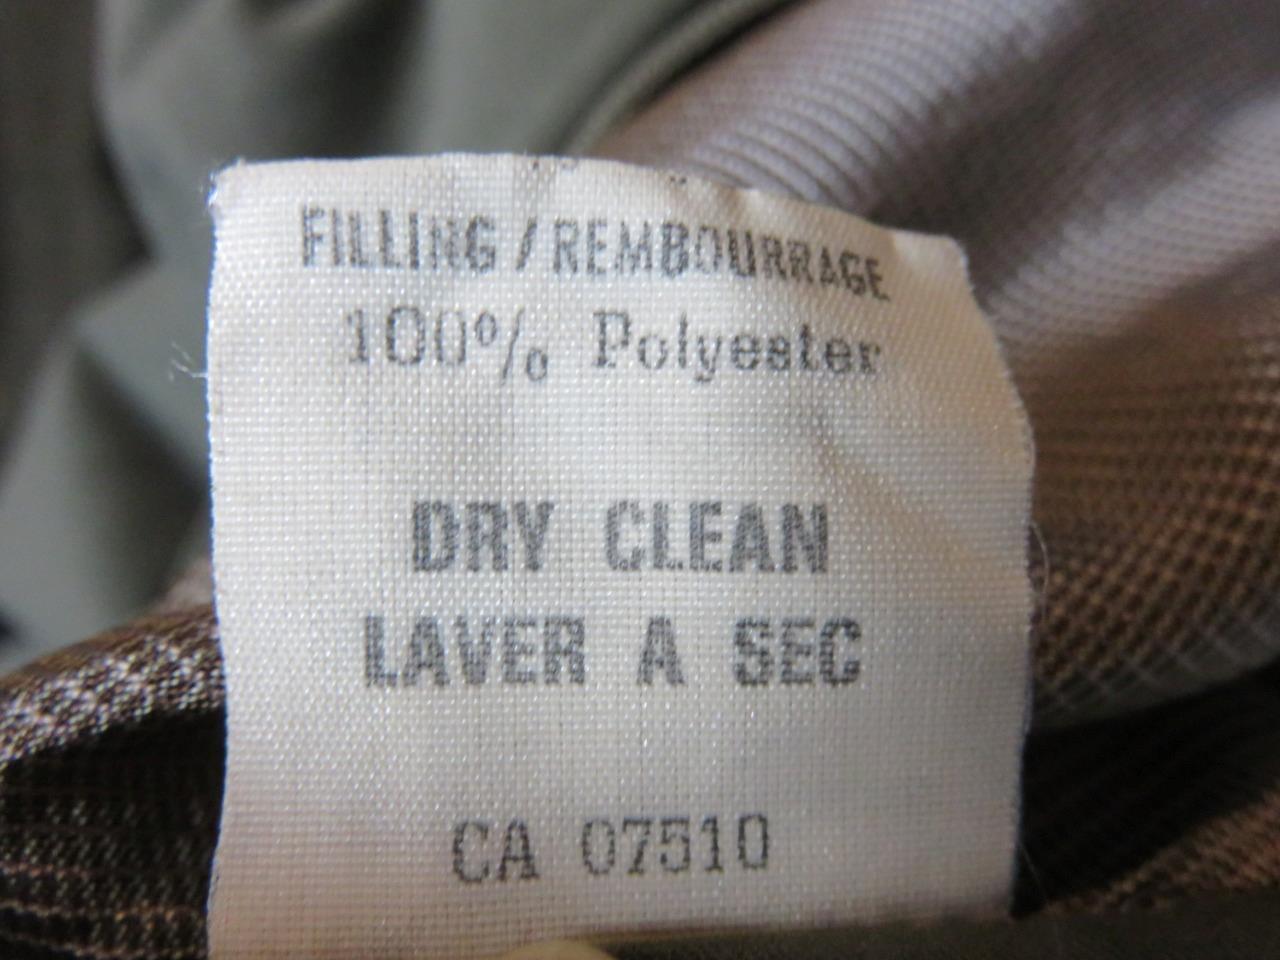 FILLING / REMBOURRAGE
100% Polyester
DRY CLEAN
LAVER A SEC
CA 07510